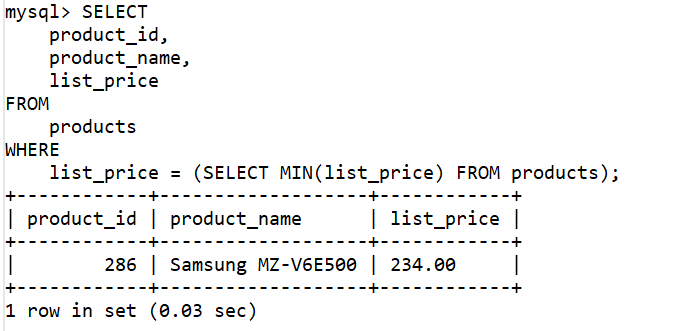 mysql> SELECT
    product_id,
    product_name,
    list_price
FROM
    products
WHERE
    list_price = (SELECT MIN(list_price) FROM products);
+------------+-------------------+------------+
| product_id | product_name      | list_price |
+------------+-------------------+------------+
|        286 | Samsung MZ-V6E500 | 234.00     |
+------------+-------------------+------------+
1 row in set (0.03 sec)